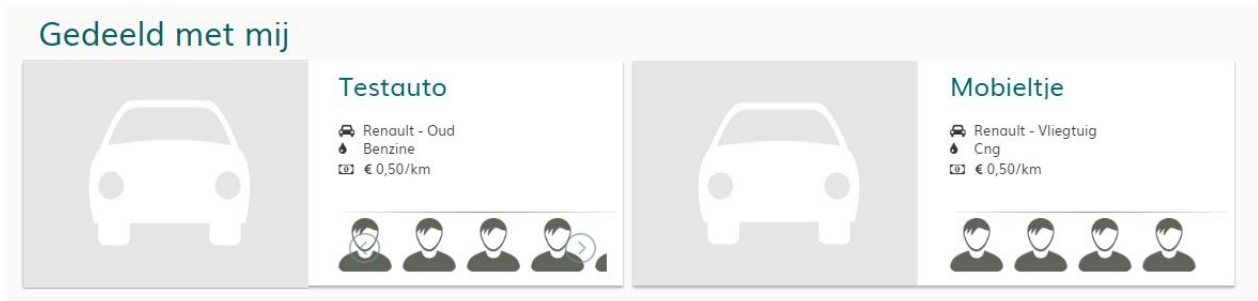 Gedeeld met mij
Testauto
Renault - Oud
Benzine
€ 0,50/km
Mobieltje
Renault - Vliegtuig
Cng
€ 0,50/km